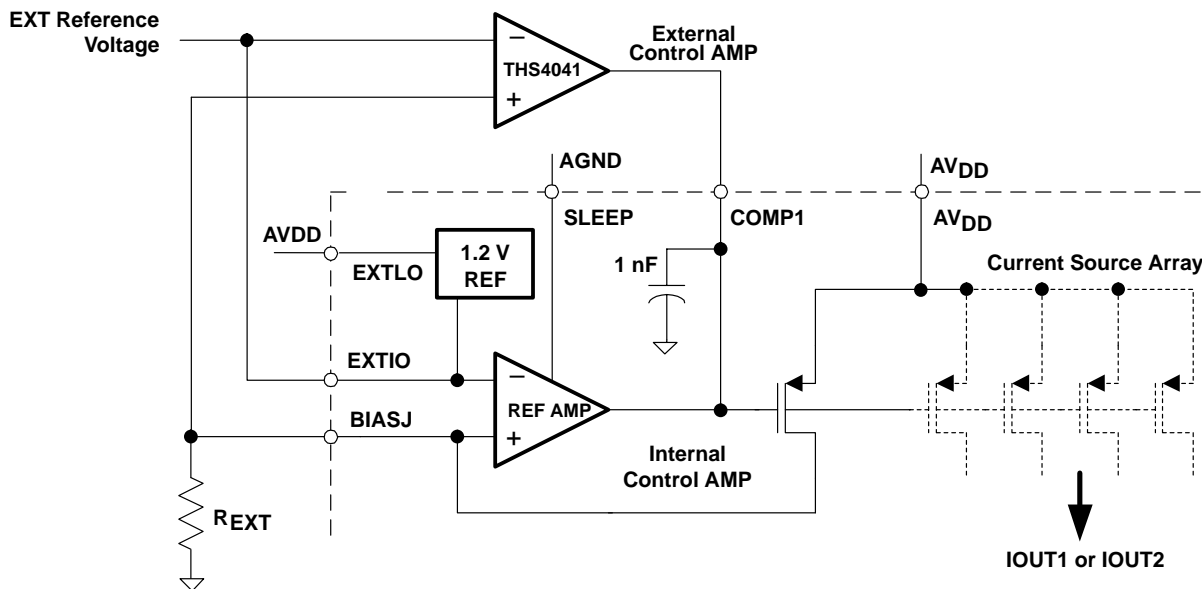 EXT Reference
Voltage
−
THS4041
+
External
Control AMP
AGND
AVDD
SLEEP
COMP1
AVDD
AVDD
EXTLO
1.2 V
REF
1 nF
Current Source Array
EXTIO
−
REF AMP
+
BIASJ
Internal
Control AMP
REXT
IOUT1 or IOUT2